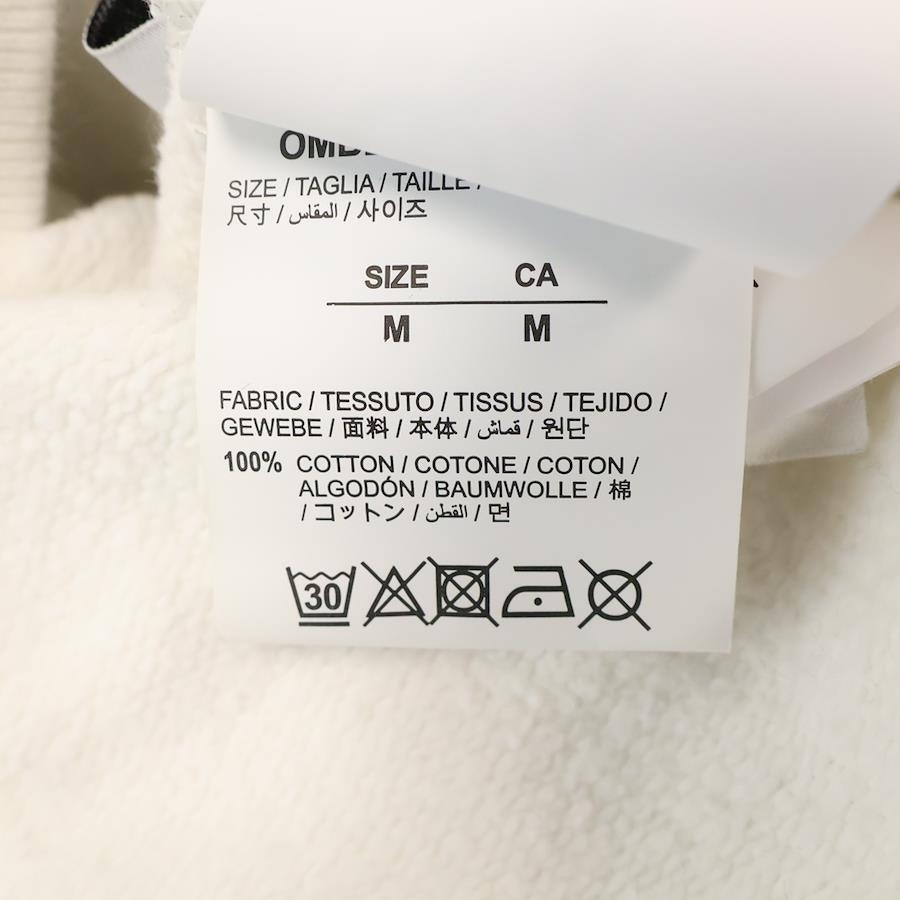 SIZE / TAGLIA / TAILLE /
尺寸 / المقاس / 사이즈
SIZE CA
M M
FABRIC / TESSUTO / TISSUS / TEJIDO /
GEWEBE / 面料 / 本体 / قماش / 원단
100% COTTON / COTONE / COTON /
ALGODÓN / BAUMWOLLE / 棉
/ コットン / القطن / 면
30